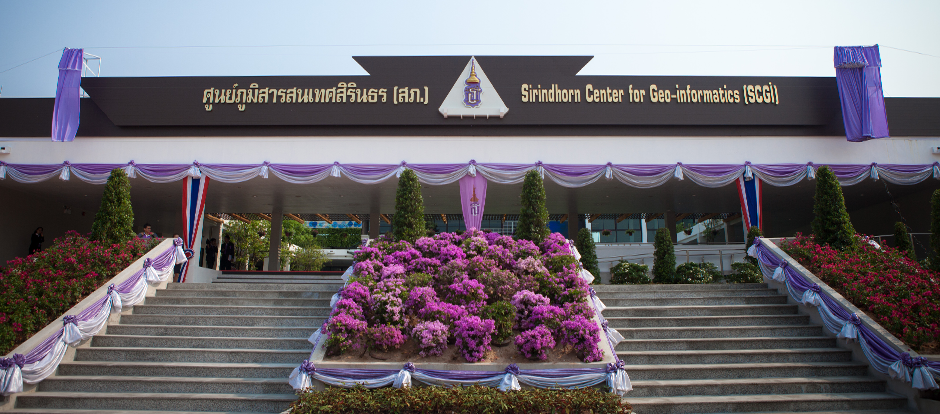 ศูนย์ภูมิสารสนเทศสิรินธร (สภ.)
Sirindhorn Center for Geo-informatics (SCGI)